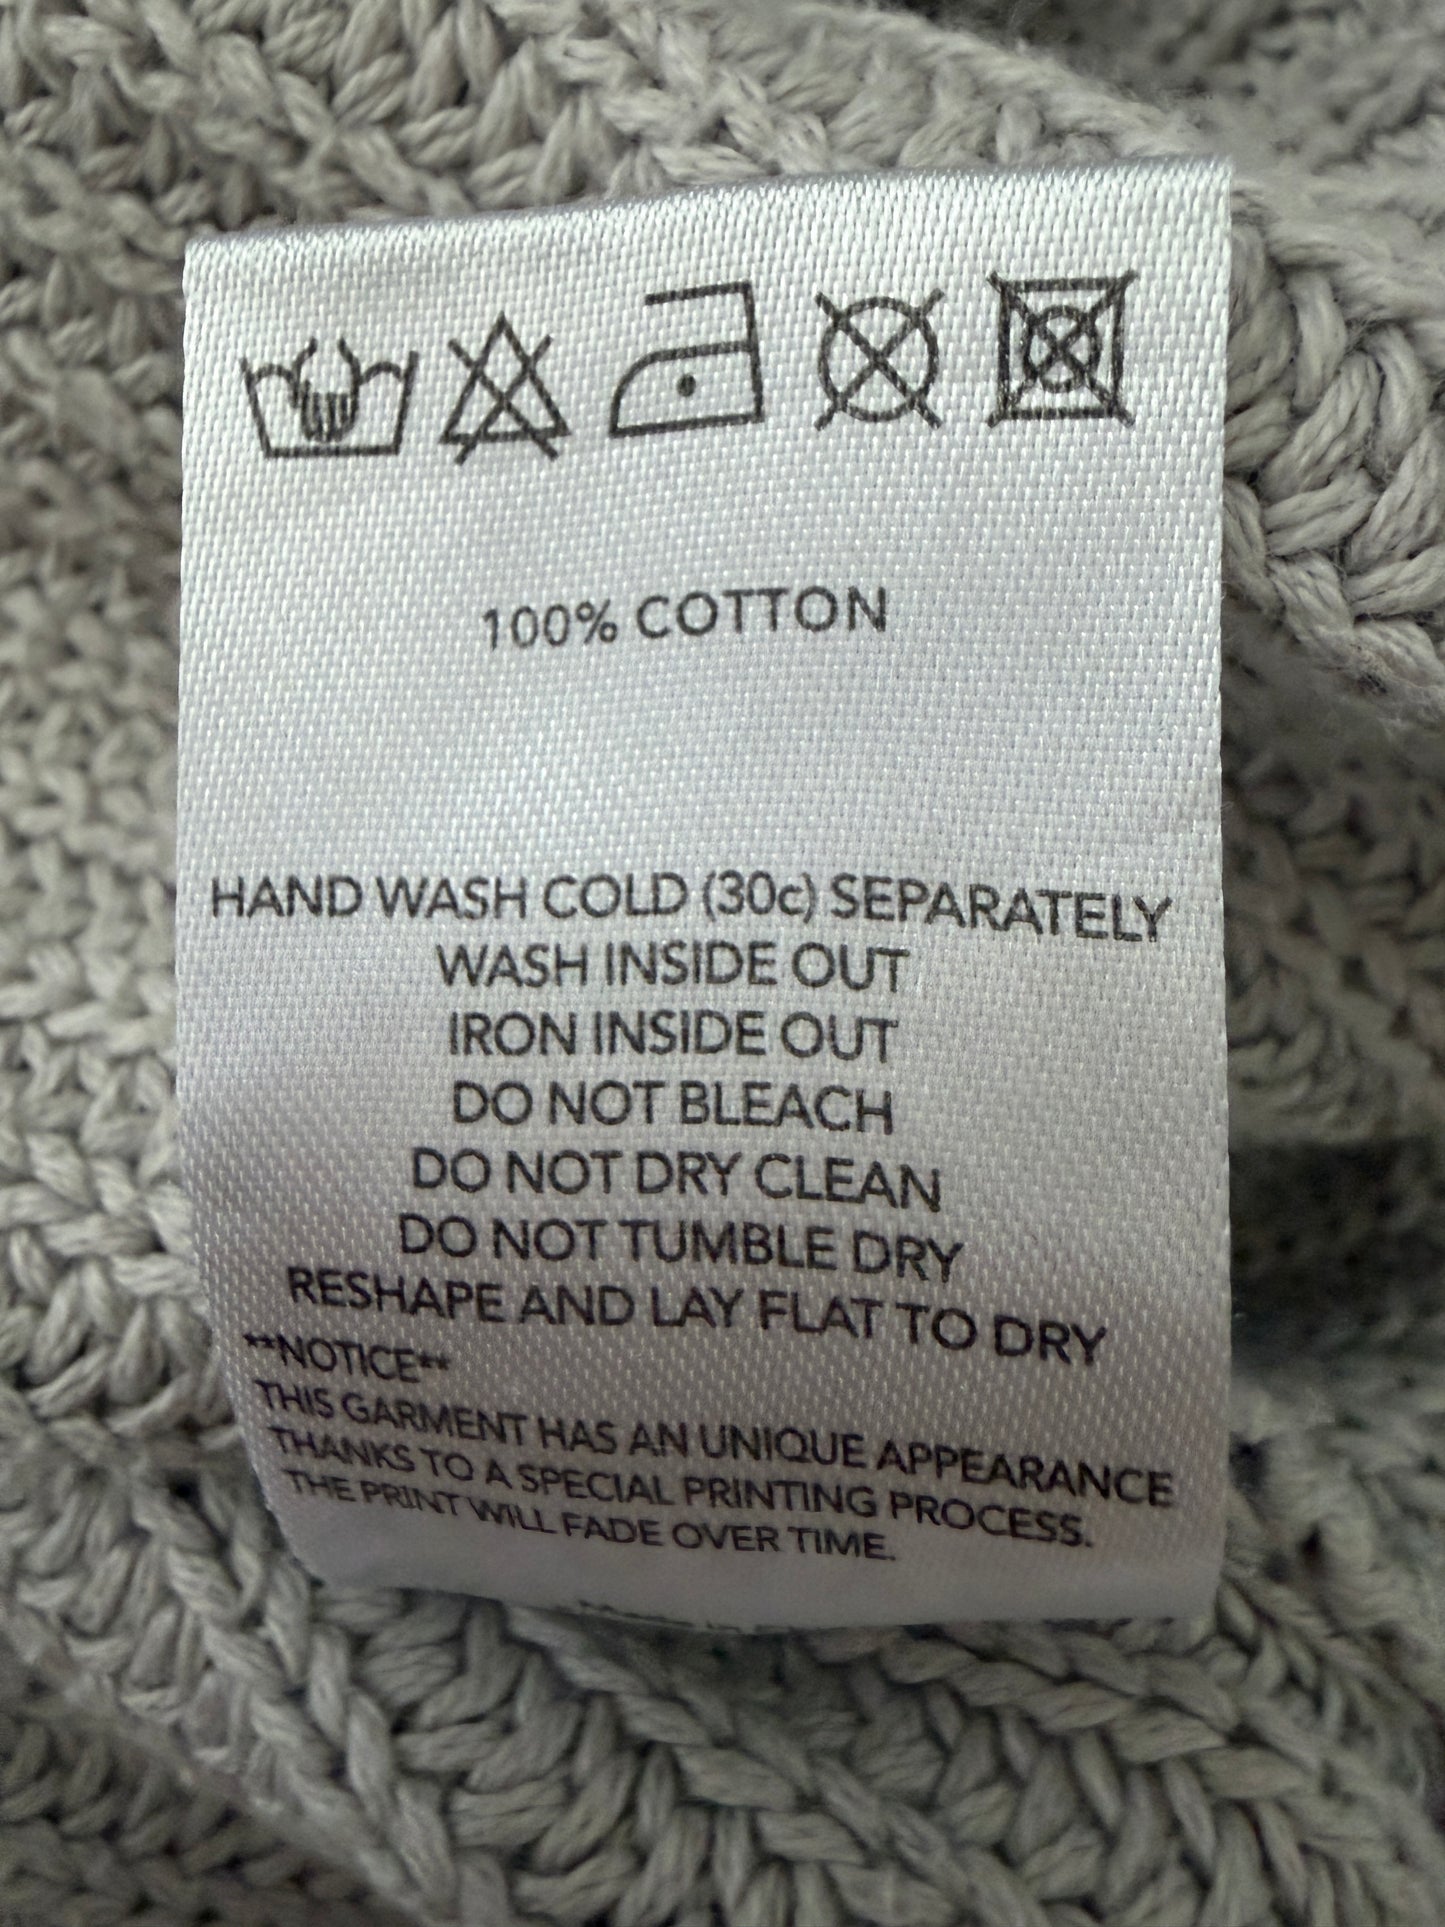 100% COTTON
HAND WASH COLD (30c) SEPARATELY
WASH INSIDE OUT
IRON INSIDE OUT
DO NOT BLEACH
DO NOT DRY CLEAN
DO NOT TUMBLE DRY
RESHAPE AND LAY FLAT TO DRY
**NOTICE**
THIS GARMENT HAS AN UNIQUE APPEARANCE
THANKS TO A SPECIAL PRINTING PROCESS.
THE PRINT WILL FADE OVER TIME.